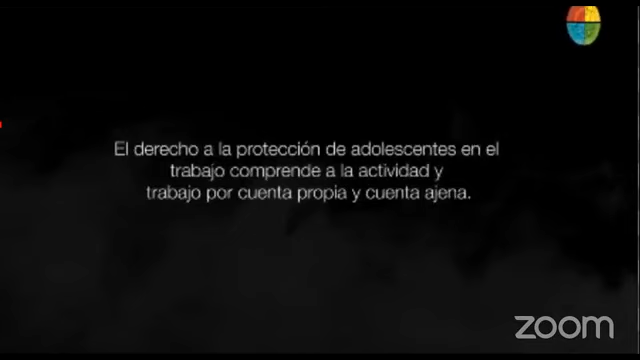 El derecho a la protección de adolescentes en el
trabajo comprende a la actividad y
trabajo por cuenta propia y cuenta ajena.
zoom